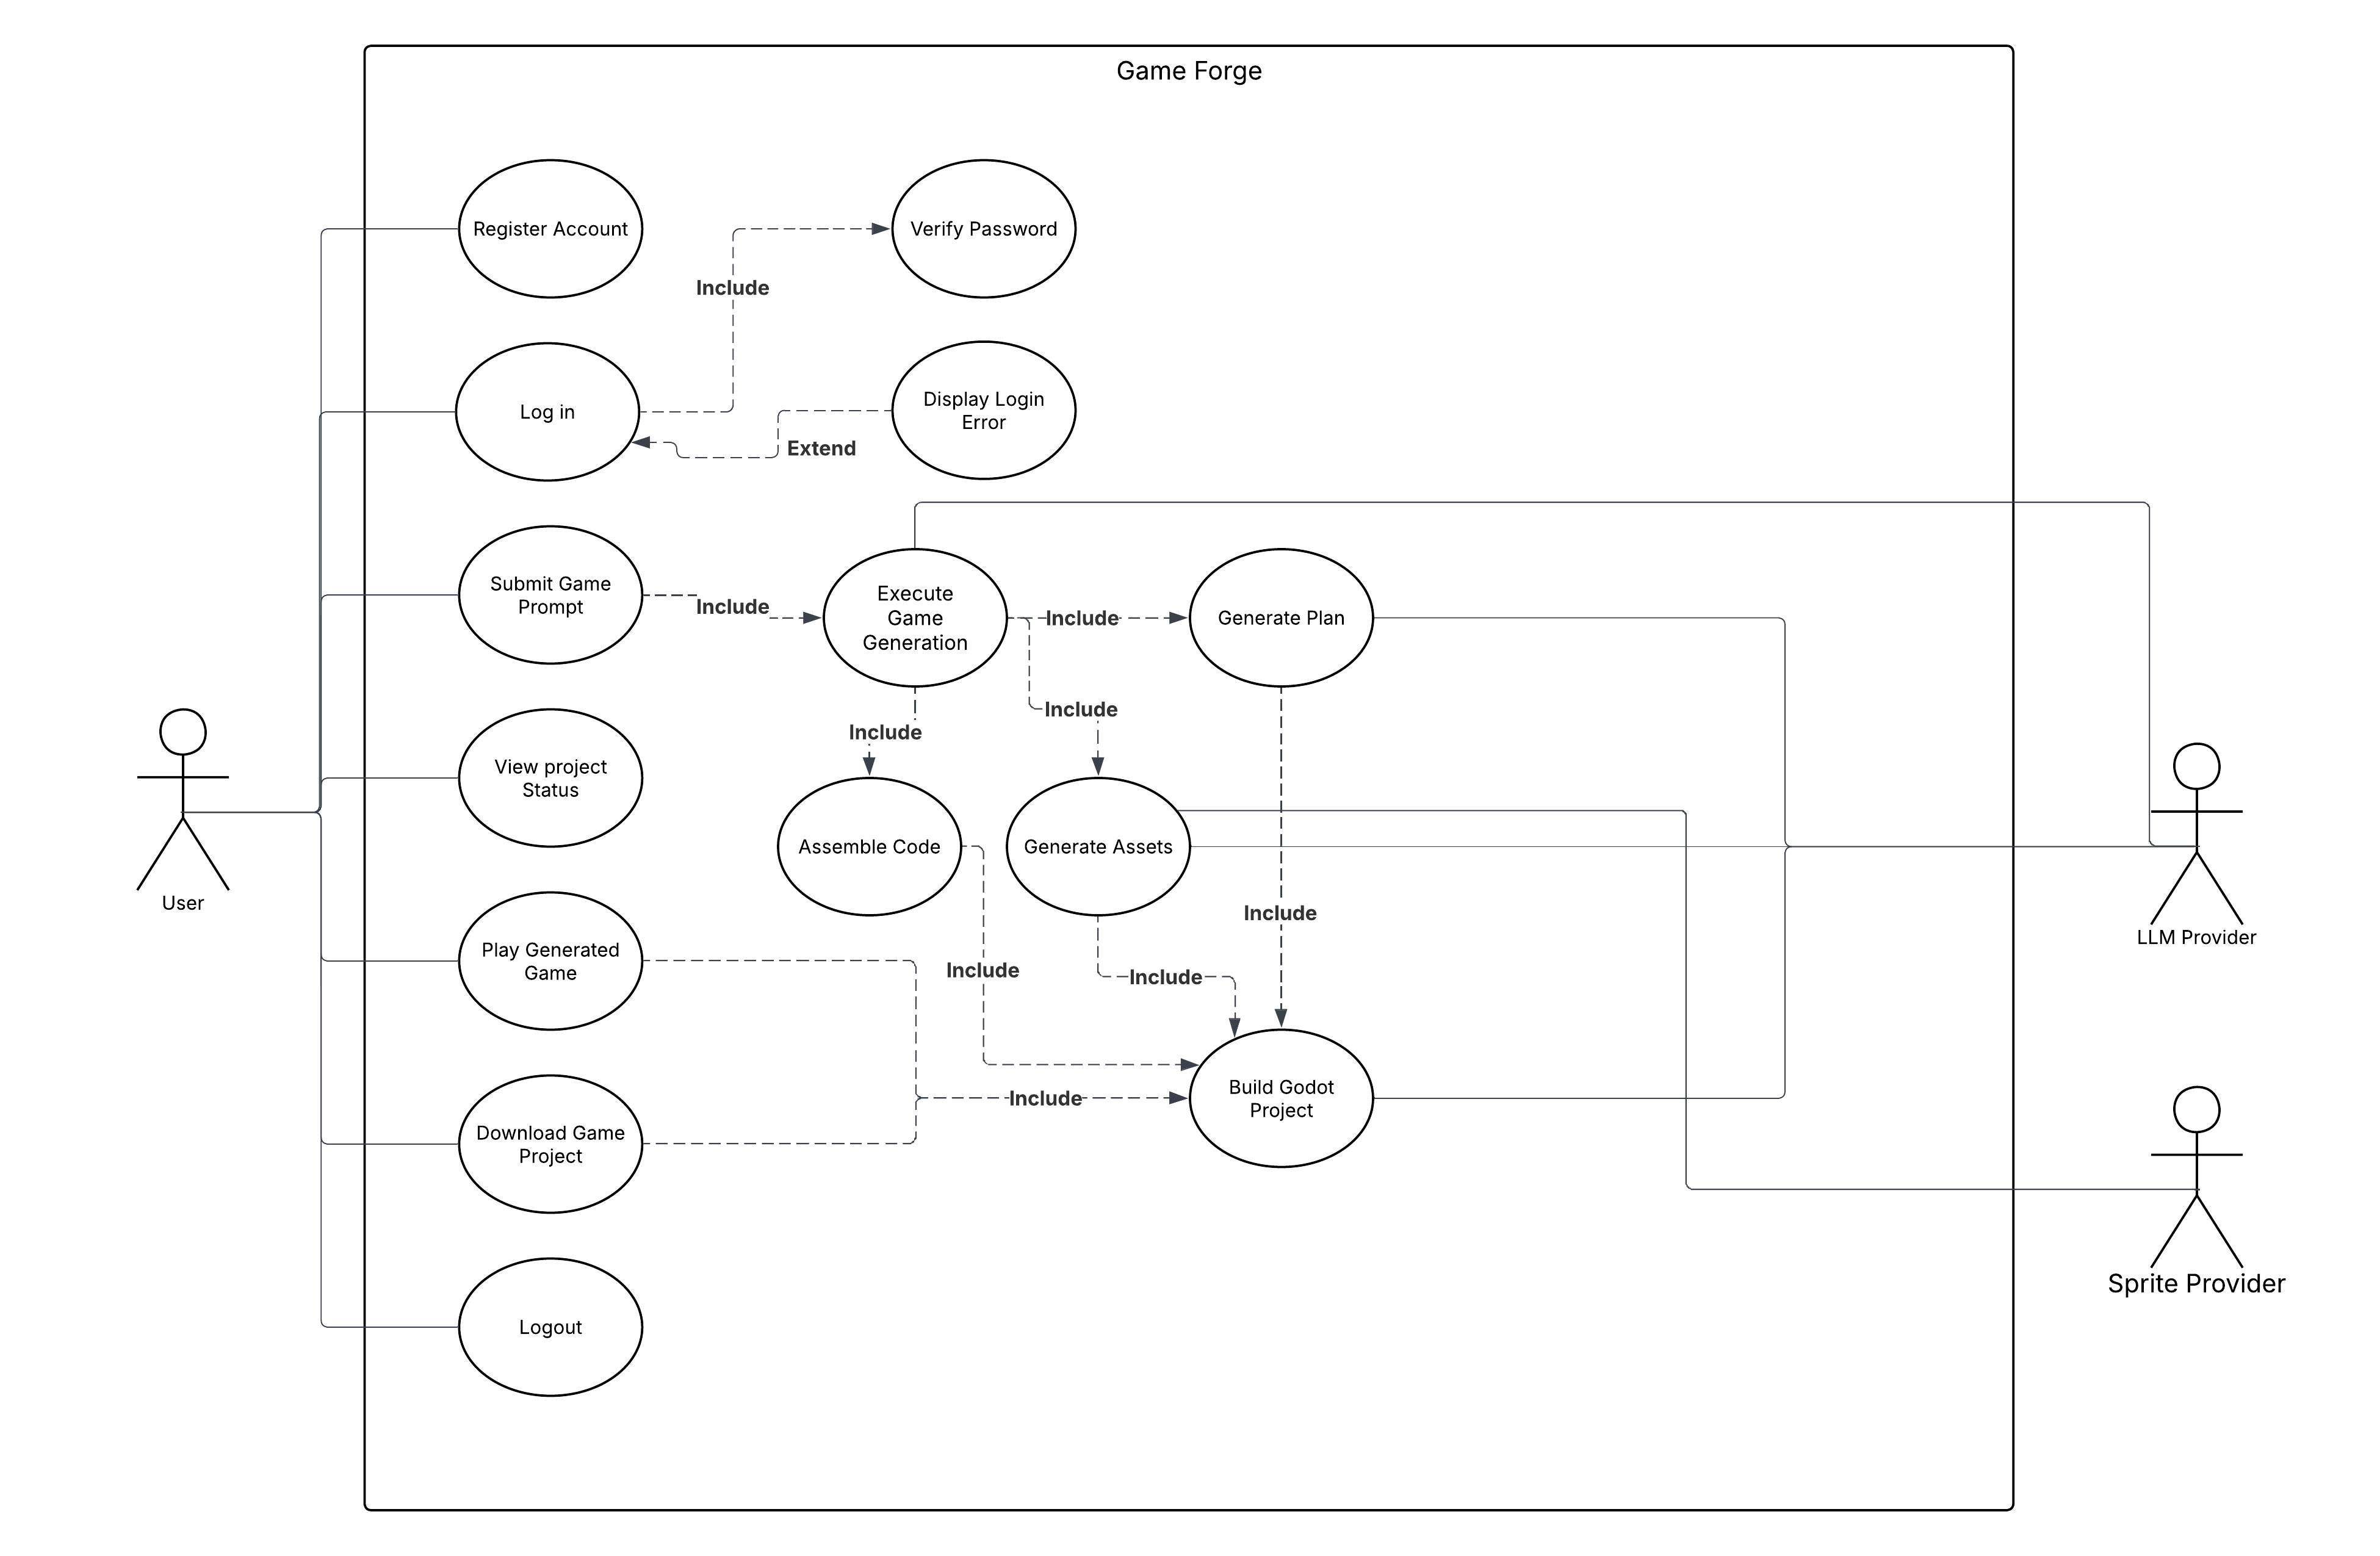 Game Forge
Register Account
Verify Password
Include
Log in
Display Login
Error
Extend
Submit Game
Prompt
Include
Execute
Game
Generation
Include
Generate Plan
Include
Include
View project
Status
Assemble Code
Generate Assets
User
LLM Provider
Include
Play Generated
Game
Include
Include
Build Godot
Project
Include
Download Game
Project
Sprite Provider
Logout